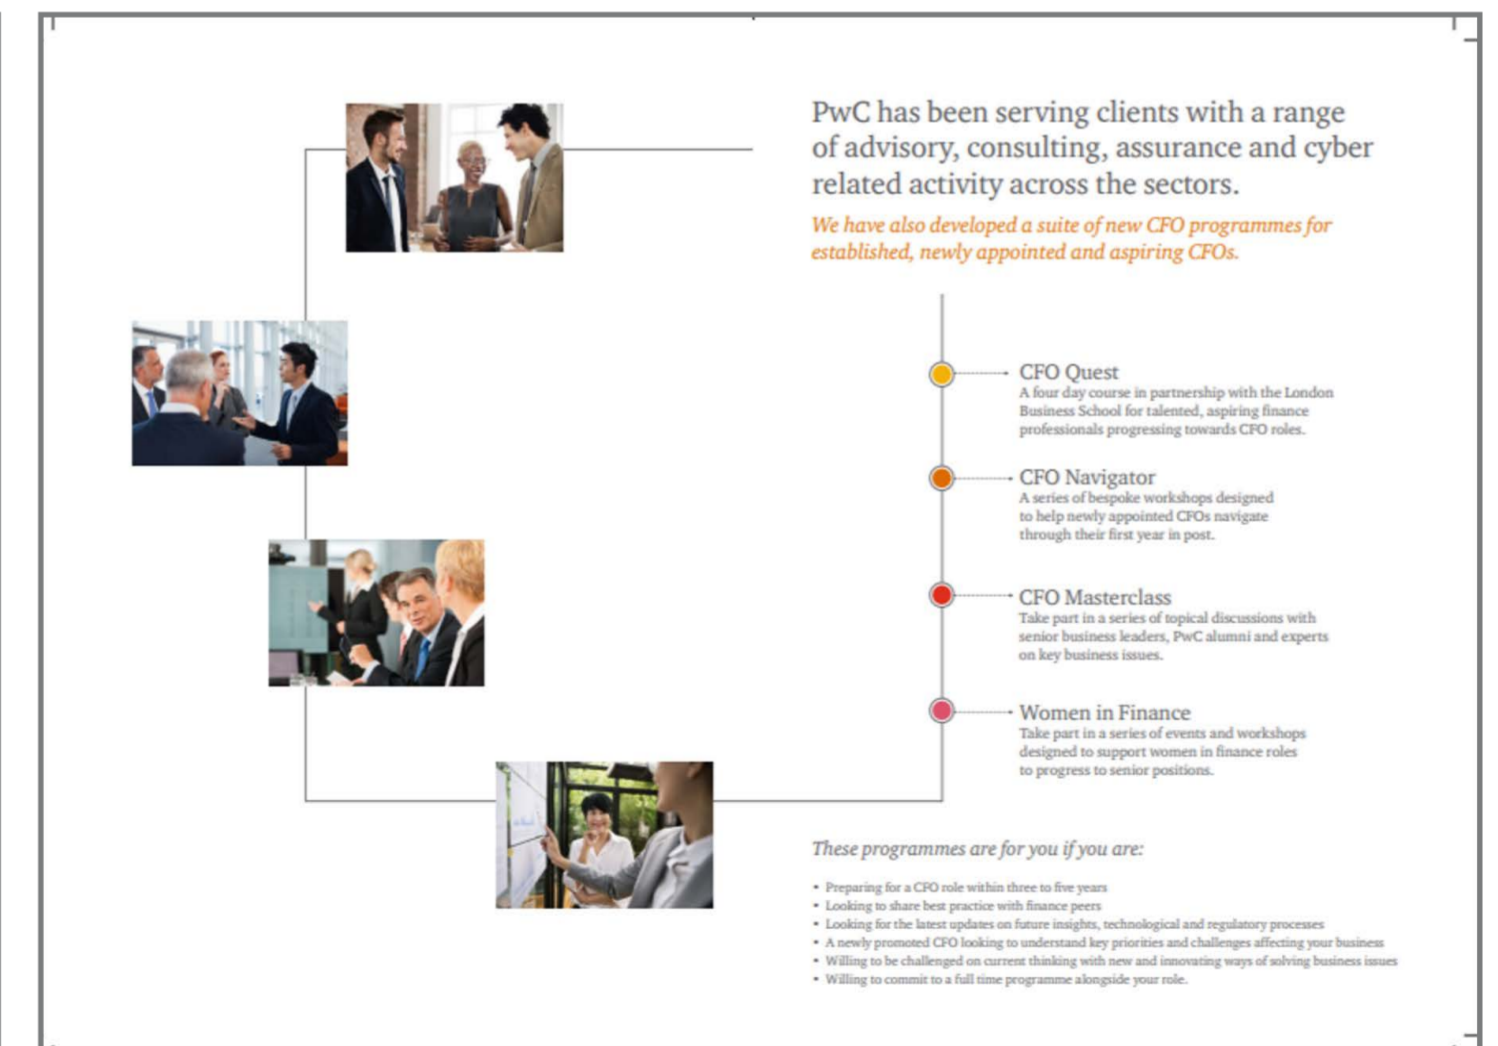 PwC has been serving clients with a range
of advisory, consulting, assurance and cyber
related activity across the sectors.
We have also developed a suite of new CFO programmes for
established, newly appointed and aspiring CFOs.
CFO Quest
A four day course in partnership with the London
Business School for talented, aspiring finance
professionals progressing towards CFO roles.
CFO Navigator
A series of bespoke workshops designed
to help newly appointed CFOs navigate
through their first year in post.
CFO Masterclass
Take part in a series of topical discussions with
senior business leaders, PwC alumni and experts
on key business issues.
Women in Finance
Take part in a series of events and workshops
designed to support women in finance roles
to progress to senior positions.
These programmes are for you if you are:
• Preparing for a CFO role within three to five years
• Looking to share best practice with finance peers
• Looking for the latest updates on future insights, technological and regulatory processes
• A newly promoted CFO looking to understand key priorities and challenges affecting your business
• Willing to be challenged on current thinking with new and innovating ways of solving business issues
• Willing to commit to a full time programme alongside your role.